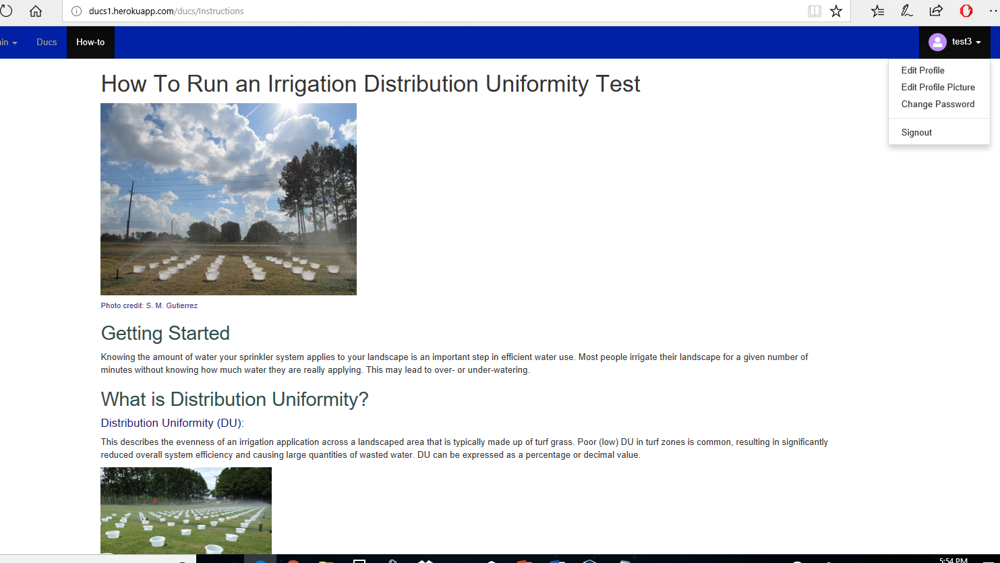 ducs1.herokuapp.com/ducs/Instructions
in Ducs How-to test3
Edit Profile
Edit Profile Picture
Change Password
Signout
How To Run an Irrigation Distribution Uniformity Test
Photo credit: S. M. Gutierrez
Getting Started
Knowing the amount of water your sprinkler system applies to your landscape is an important step in efficient water use. Most people irrigate their landscape for a given number of
minutes without knowing how much water they are really applying. This may lead to over- or under-watering.
What is Distribution Uniformity?
Distribution Uniformity (DU):
This describes the evenness of an irrigation application across a landscaped area that is typically made up of turf grass. Poor (low) DU in turf zones is common, resulting in significantly
reduced overall system efficiency and causing large quantities of wasted water. DU can be expressed as a percentage or decimal value.
5:54 PM